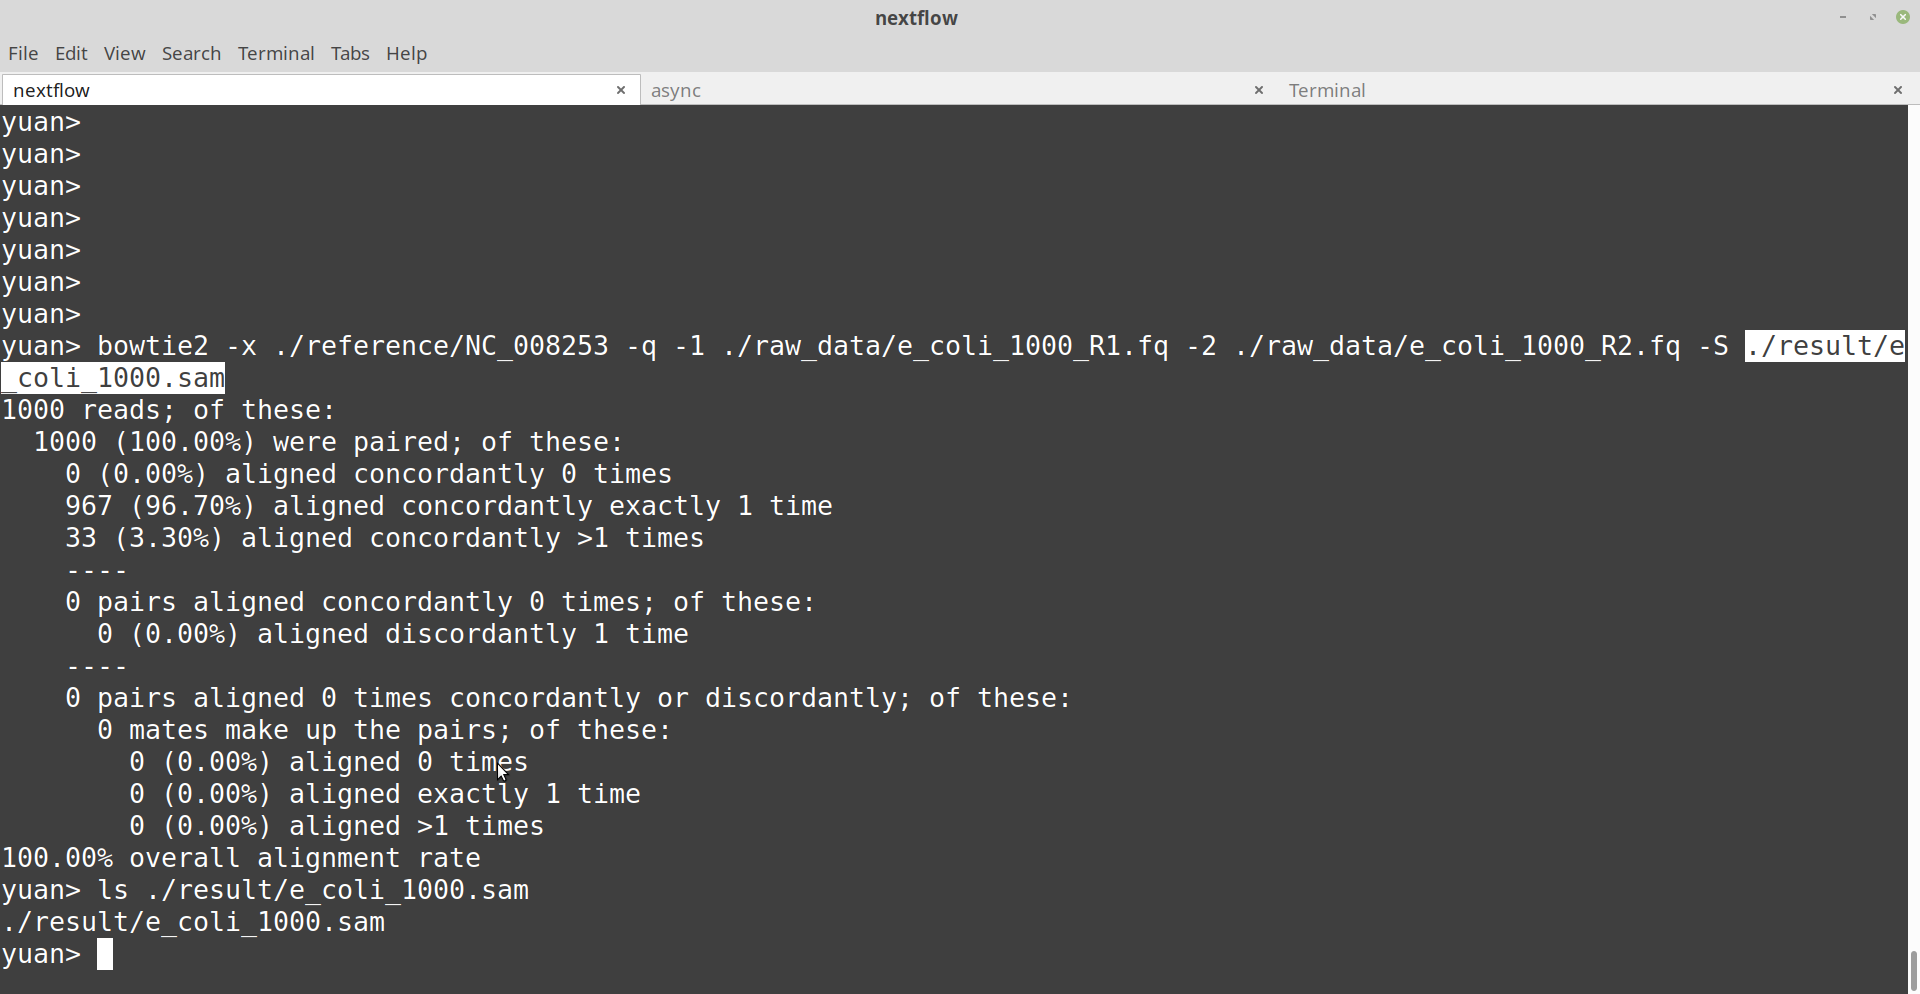 nextflow
File Edit View Search Terminal Tabs Help
nextflow × async × Terminal ×
yuan>
yuan>
yuan>
yuan>
yuan>
yuan>
yuan>
yuan> bowtie2 -x ./reference/NC_008253 -q -1 ./raw_data/e_coli_1000_R1.fq -2 ./raw_data/e_coli_1000_R2.fq -S ./result/e
_coli_1000.sam
1000 reads; of these:
  1000 (100.00%) were paired; of these:
    0 (0.00%) aligned concordantly 0 times
    967 (96.70%) aligned concordantly exactly 1 time
    33 (3.30%) aligned concordantly >1 times
    ----
    0 pairs aligned concordantly 0 times; of these:
      0 (0.00%) aligned discordantly 1 time
    ----
    0 pairs aligned 0 times concordantly or discordantly; of these:
      0 mates make up the pairs; of these:
        0 (0.00%) aligned 0 times
        0 (0.00%) aligned exactly 1 time
        0 (0.00%) aligned >1 times
100.00% overall alignment rate
yuan> ls ./result/e_coli_1000.sam
./result/e_coli_1000.sam
yuan>